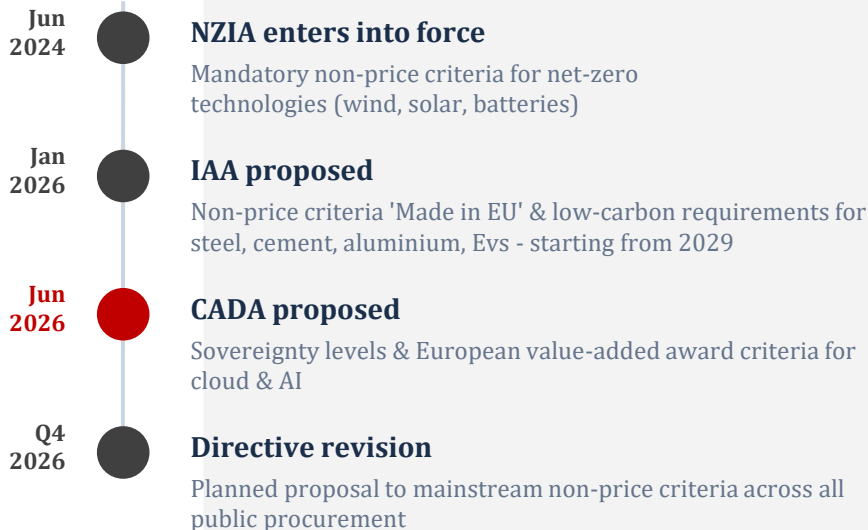 Jun
2024
NZIA enters into force
Mandatory non-price criteria for net-zero
technologies (wind, solar, batteries)
Jan
2026
IAA proposed
Non-price criteria 'Made in EU' & low-carbon requirements for
steel, cement, aluminium, Evs - starting from 2029
Jun
2026
CADA proposed
Sovereignty levels & European value-added award criteria for
cloud & AI
Q4
2026
Directive revision
Planned proposal to mainstream non-price criteria across all
public procurement